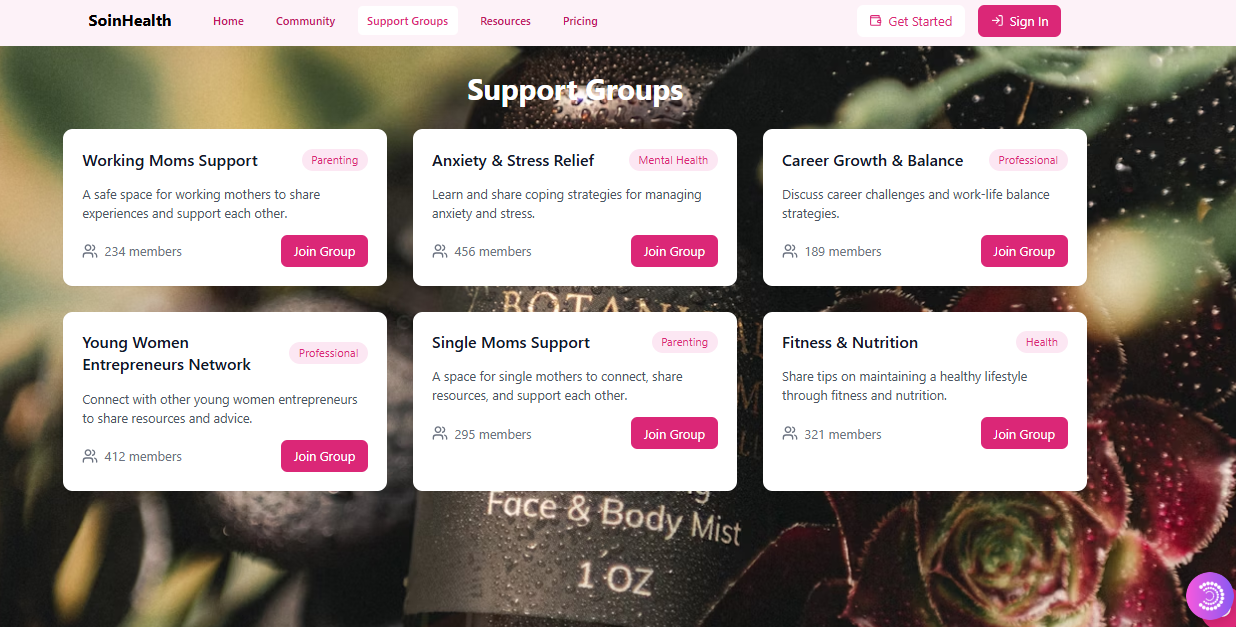 SoinHealth
Home
Community
Support Groups
Resources
Pricing
Get Started
Sign In
Support Groups
Working Moms Support
Parenting
A safe space for working mothers to share
experiences and support each other.
234 members
Join Group
Anxiety & Stress Relief
Mental Health
Learn and share coping strategies for managing
anxiety and stress.
456 members
Join Group
Career Growth & Balance
Professional
Discuss career challenges and work-life balance
strategies.
189 members
Join Group
Young Women
Entrepreneurs Network
Professional
Connect with other young women entrepreneurs
to share resources and advice.
412 members
Join Group
Single Moms Support
Parenting
A space for single mothers to connect, share
resources, and support each other.
295 members
Join Group
Fitness & Nutrition
Health
Share tips on maintaining a healthy lifestyle
through fitness and nutrition.
321 members
Join Group
Face & Body Mist
1 OZ